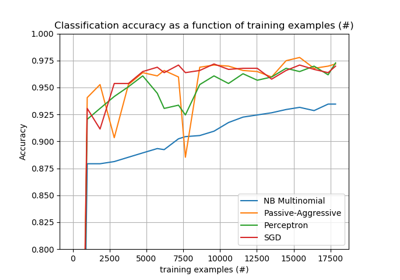 Classification accuracy as a function of training examples (#)
1.000
0.975
0.950
0.925
0.900
0.875
0.850
0.825
0.800
Accuracy
NB Multinomial
Passive-Aggressive
Perceptron
SGD
0 2500 5000 7500 10000 12500 15000 17500
training examples (#)